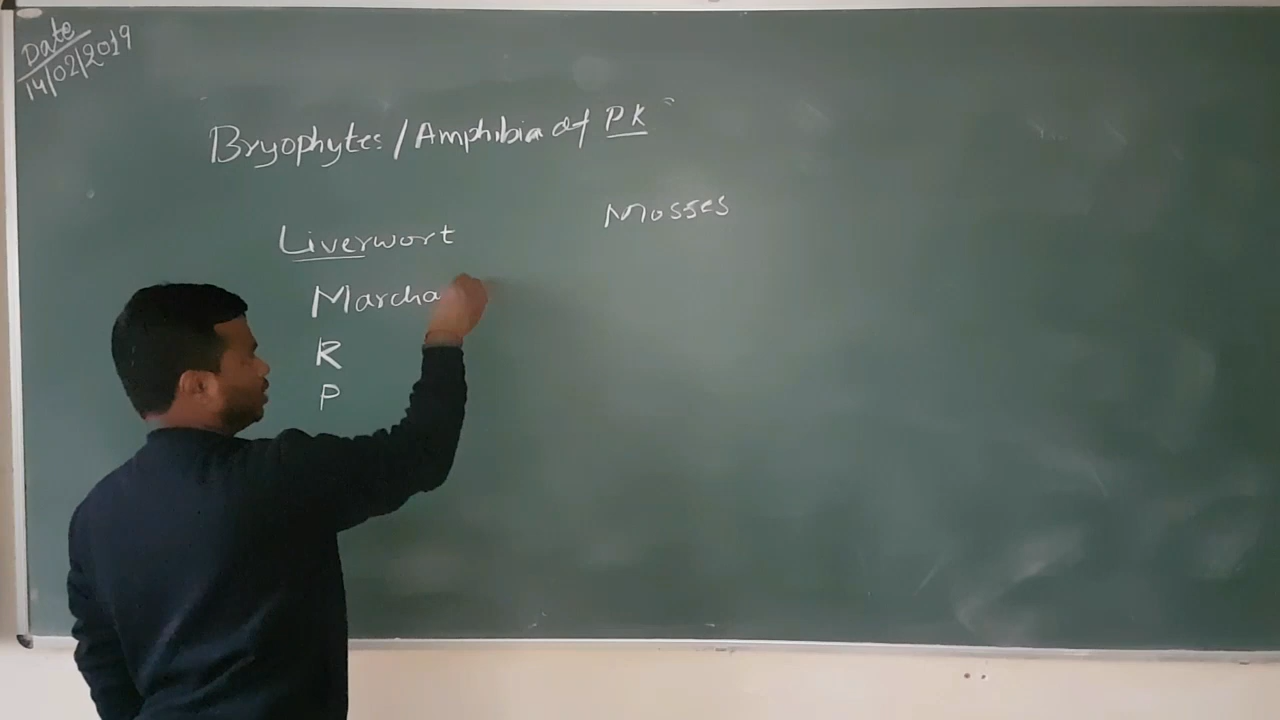 Date
14/02/2019
Bryophytes / Amphibia of PK
Liverwort
Mosses
Marcha
R
P